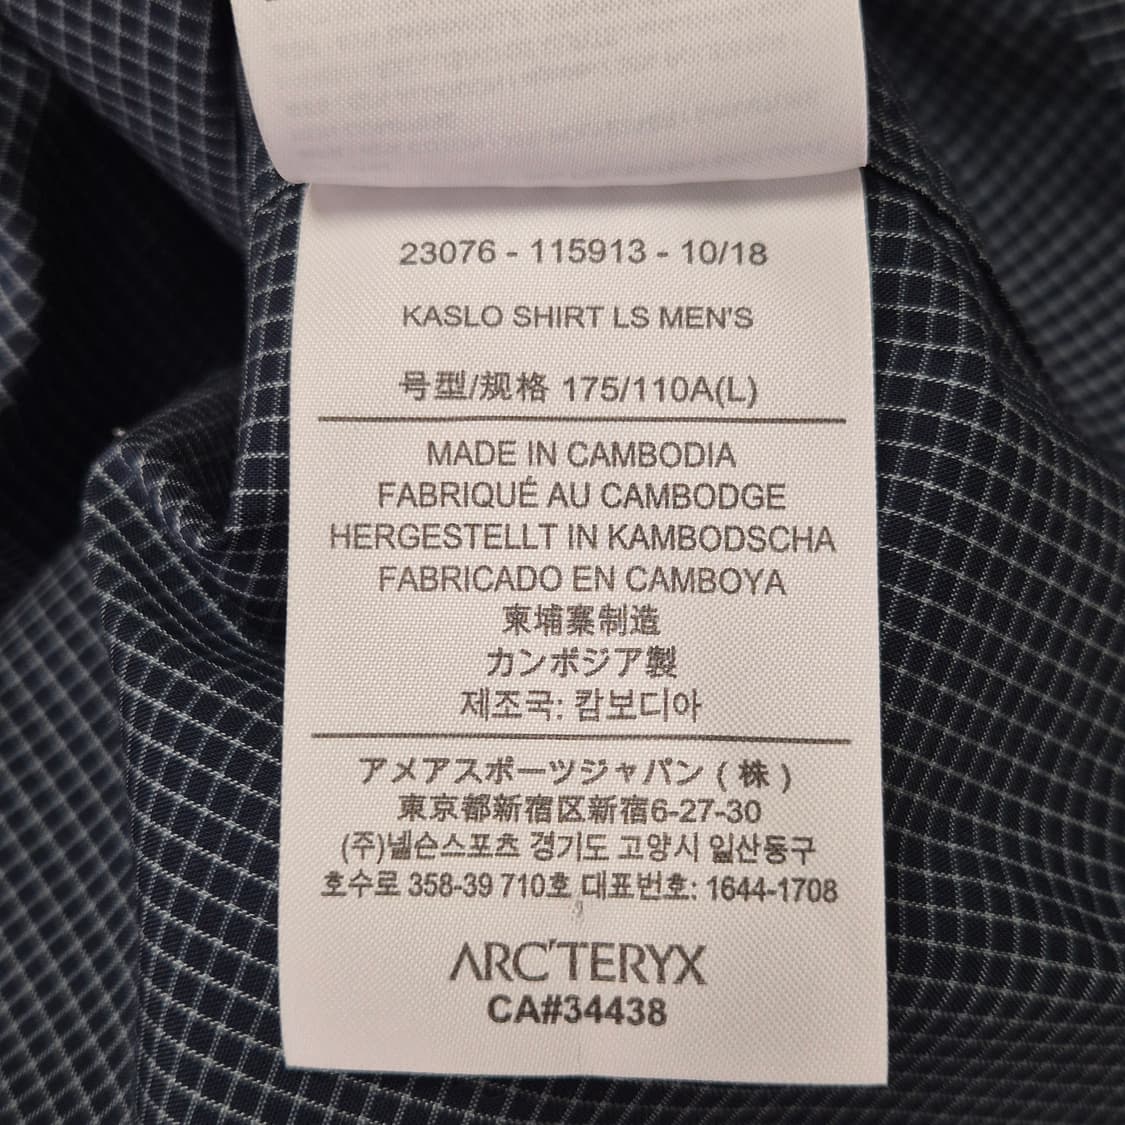 23076 - 115913 - 10/18
KASLO SHIRT LS MEN'S
号型/规格 175/110A(L)
MADE IN CAMBODIA
FABRIQUÉ AU CAMBODGE
HERGESTELLT IN KAMBODSCHA
FABRICADO EN CAMBOYA
柬埔寨制造
カンボジア製
제조국: 캄보디아
アメアスポーツジャパン ( 株 )
東京都新宿区新宿6-27-30
(주)넬슨스포츠 경기도 고양시 일산동구
호수로 358-39 710호 대표번호: 1644-1708
ARC'TERYX
CA#34438